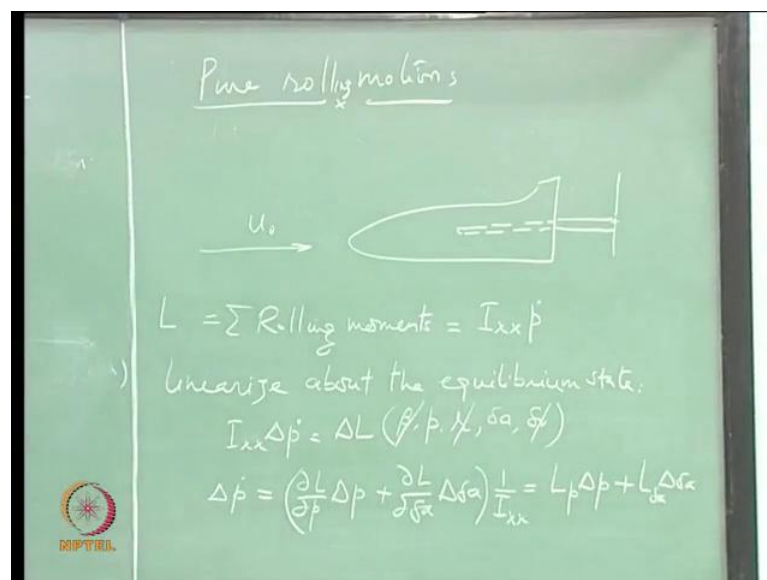 Pure rolling motions
x
U₀
L = Σ Rolling moments = Iₓₓ ṗ
Linearize about the equilibrium state.
Iₓₓ Δṗ = ΔL (β, p, r, δa, δr)
Δṗ = (∂L/∂p Δp + ∂L/∂δa Δδa) 1/Iₓₓ = Lₚ Δp + L_δa Δδa
NPTEL